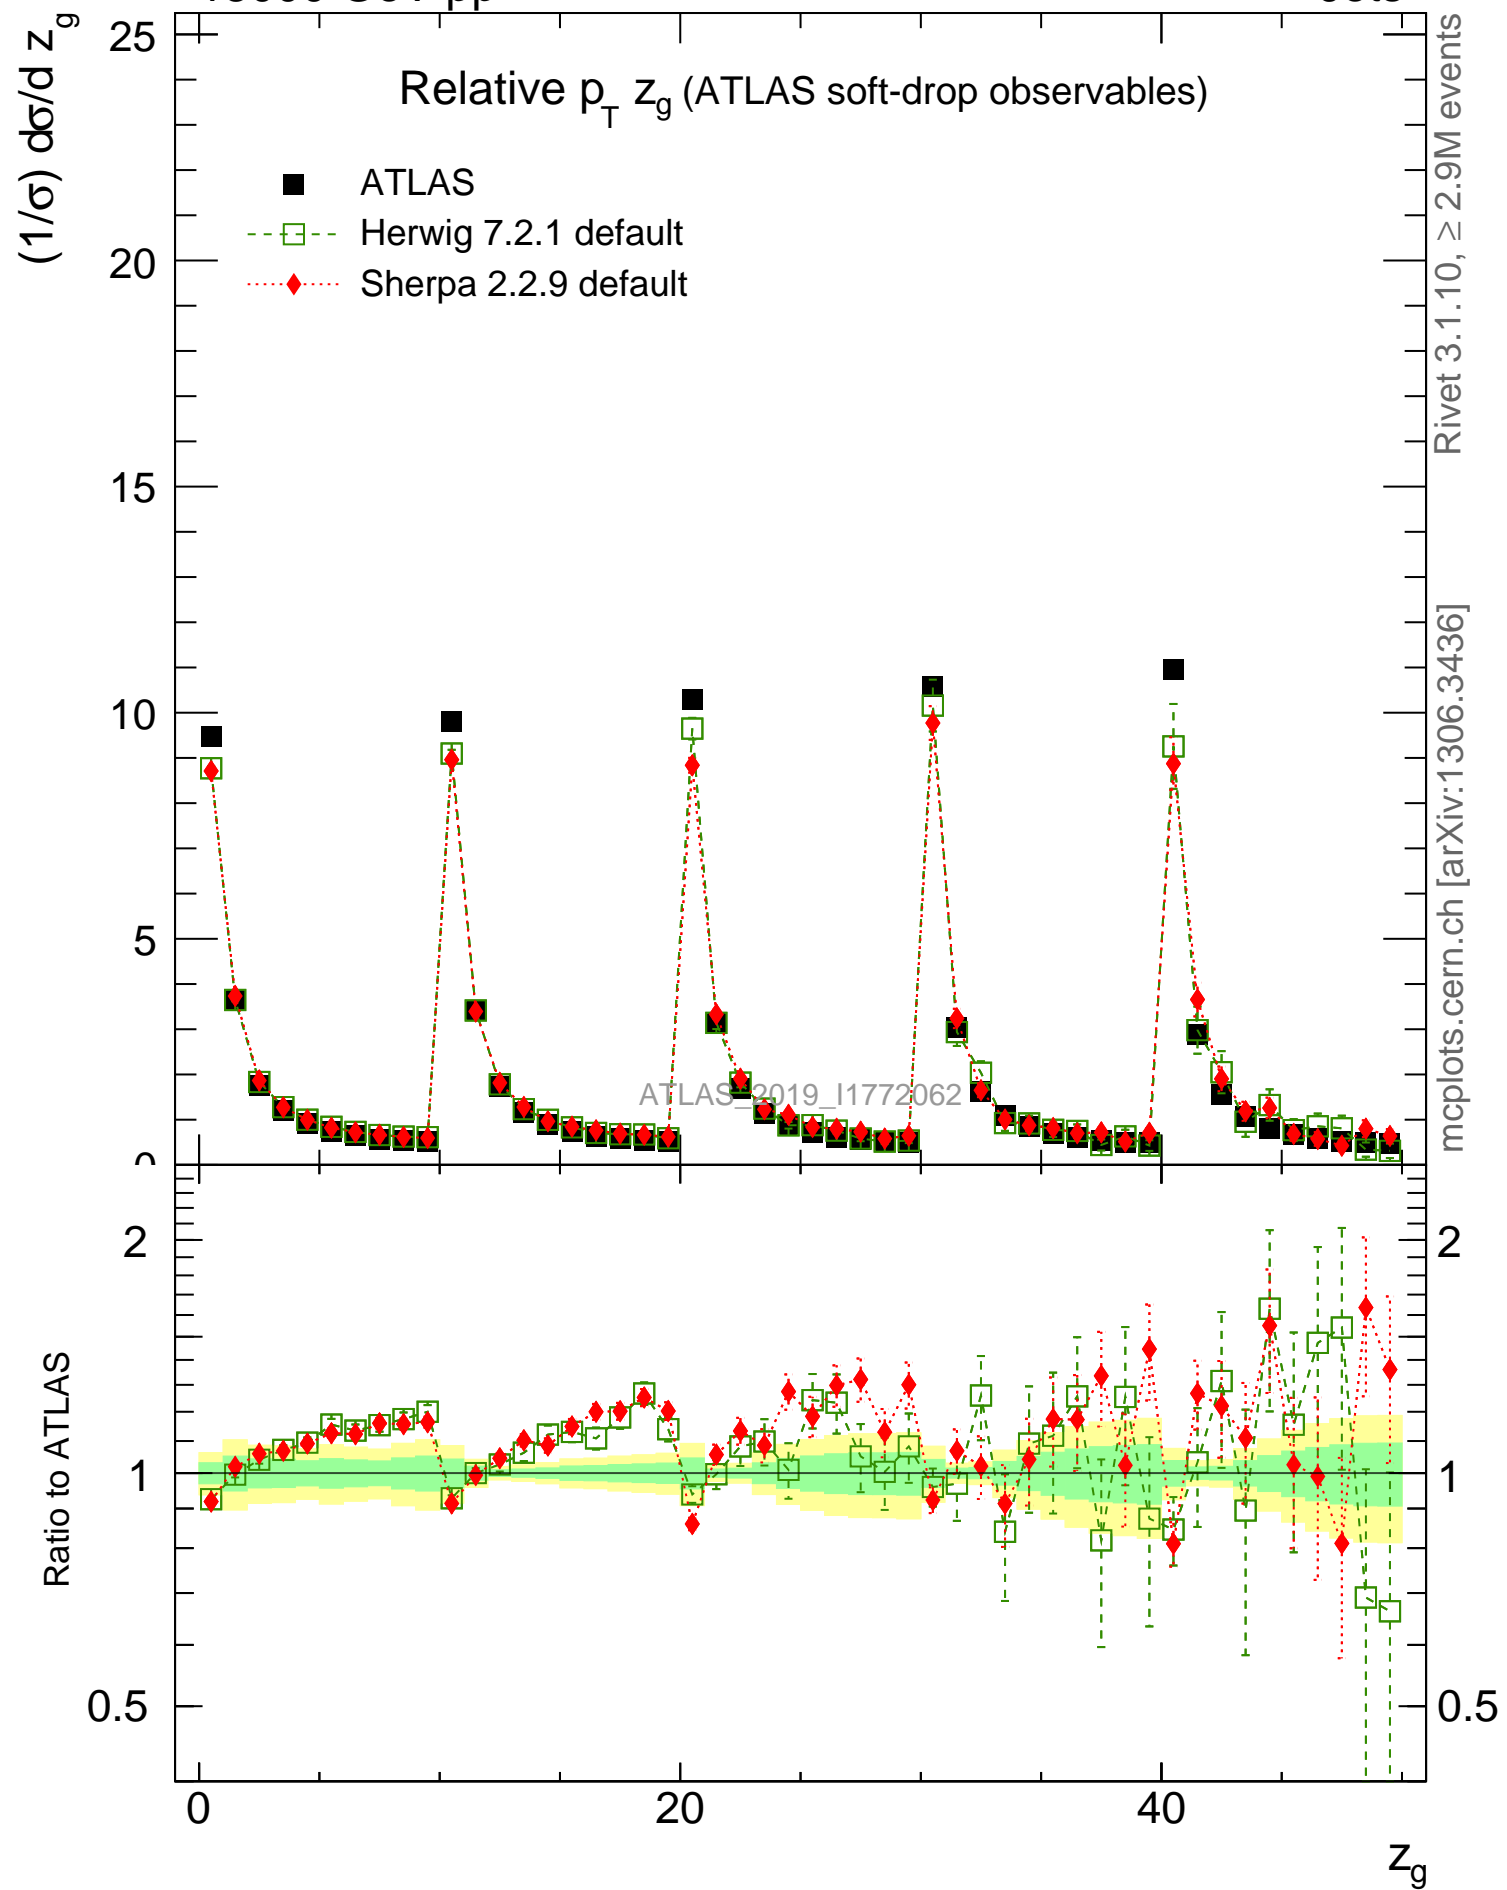 (1/σ) dσ/d z_g
25
20
15
10
5
0
Relative p_T z_g (ATLAS soft-drop observables)
ATLAS
Herwig 7.2.1 default
Sherpa 2.2.9 default
ATLAS_2019_I1772062
Rivet 3.1.10, ≥ 2.9M events
mcplots.cern.ch [arXiv:1306.3436]
Ratio to ATLAS
2
1
0.5
2
1
0.5
0
20
40
z_g